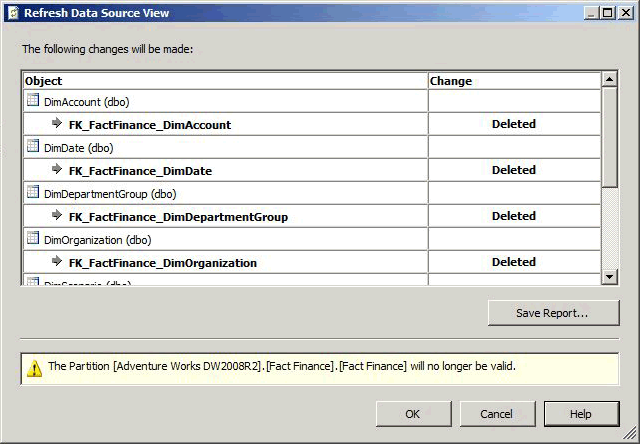 Refresh Data Source View
The following changes will be made:
Object Change
DimAccount (dbo)
FK_FactFinance_DimAccount Deleted
DimDate (dbo)
FK_FactFinance_DimDate Deleted
DimDepartmentGroup (dbo)
FK_FactFinance_DimDepartmentGroup Deleted
DimOrganization (dbo)
FK_FactFinance_DimOrganization Deleted
DimScenario (dbo)
Save Report...
The Partition [Adventure Works DW2008R2].[Fact Finance].[Fact Finance] will no longer be valid.
OK Cancel Help